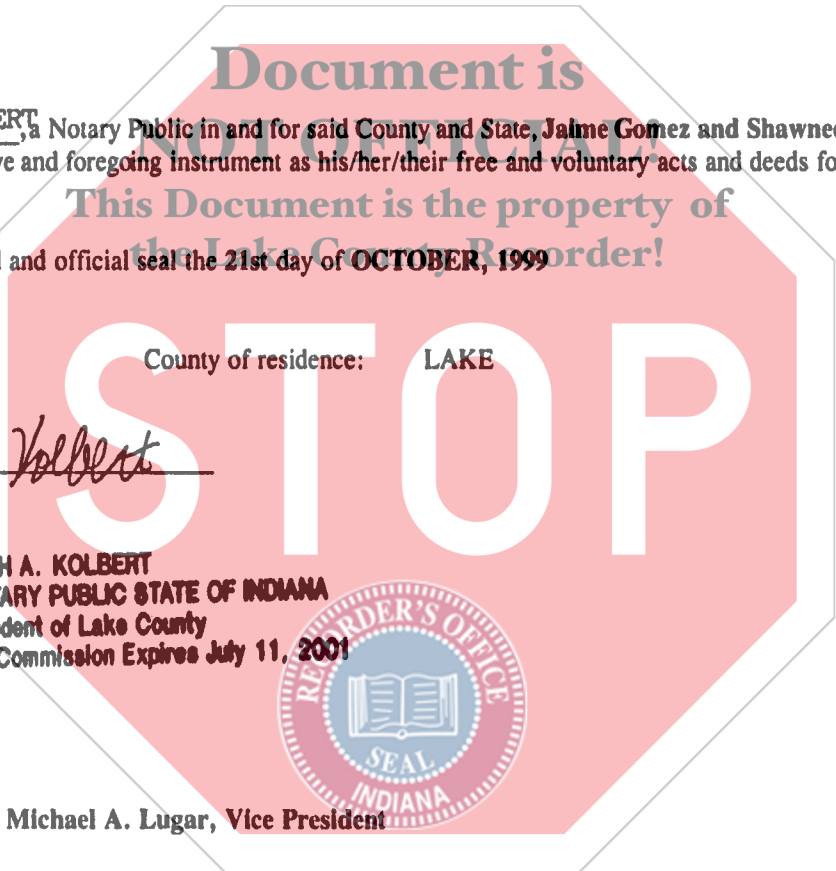 Document is
ERT, a Notary Public in and for said County and State, Jaime Gomez and Shawnee
NOT OFFICIAL!
ve and foregoing instrument as his/her/their free and voluntary acts and deeds fo
This Document is the property of
the Lake County Recorder!
and official seal the 21st day of OCTOBER, 1999
STOP
County of residence: LAKE
Kolbert
H A. KOLBERT
TARY PUBLIC STATE OF INDIANA
dent of Lake County
Commission Expires July 11, 2001
RECORDER'S OFFICE
SEAL
INDIANA
Michael A. Lugar, Vice President